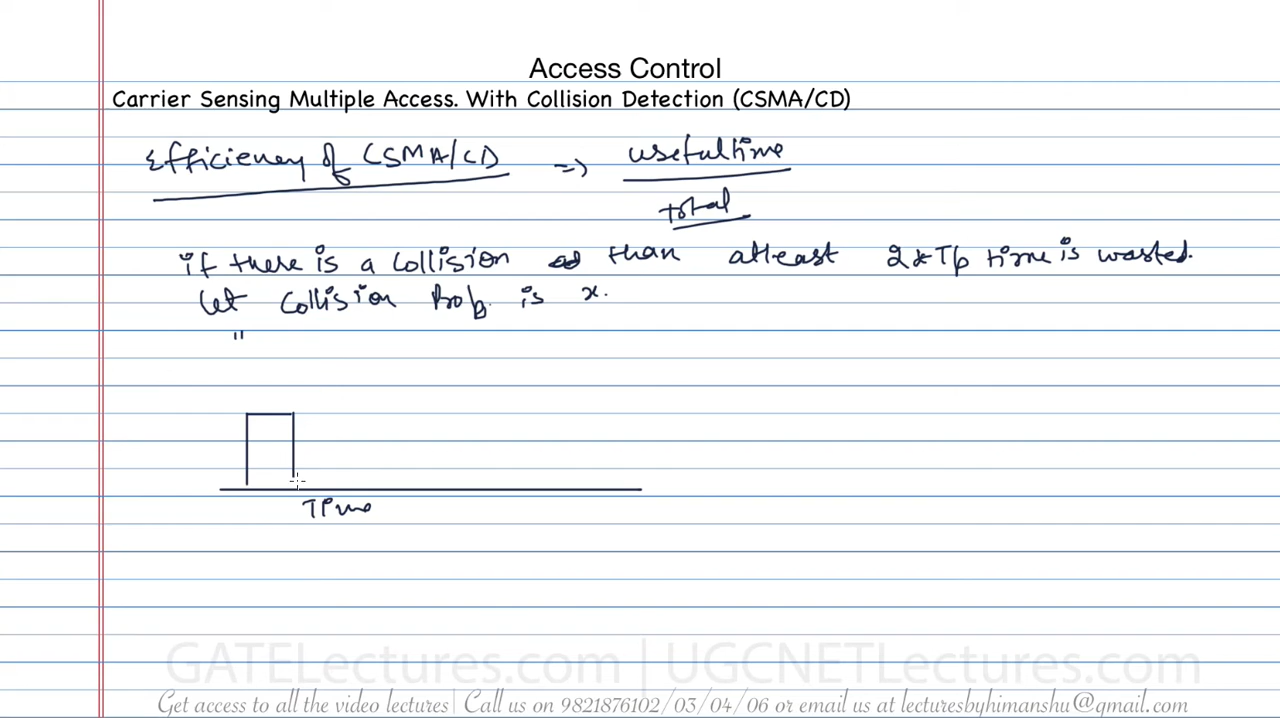 Access Control
Carrier Sensing Multiple Access. With Collision Detection (CSMA/CD)
Efficiency of CSMA/CD => usefultime
total
if there is a Collision than atleast 2*Tp time is wasted.
Let Collision Prob. is x.
"
Time
GATELectures.com | UGCNETLectures.com
Get access to all the video lectures | Call us on 9821876102/03/04/06 or email us at lecturesbyhimanshu@gmail.com